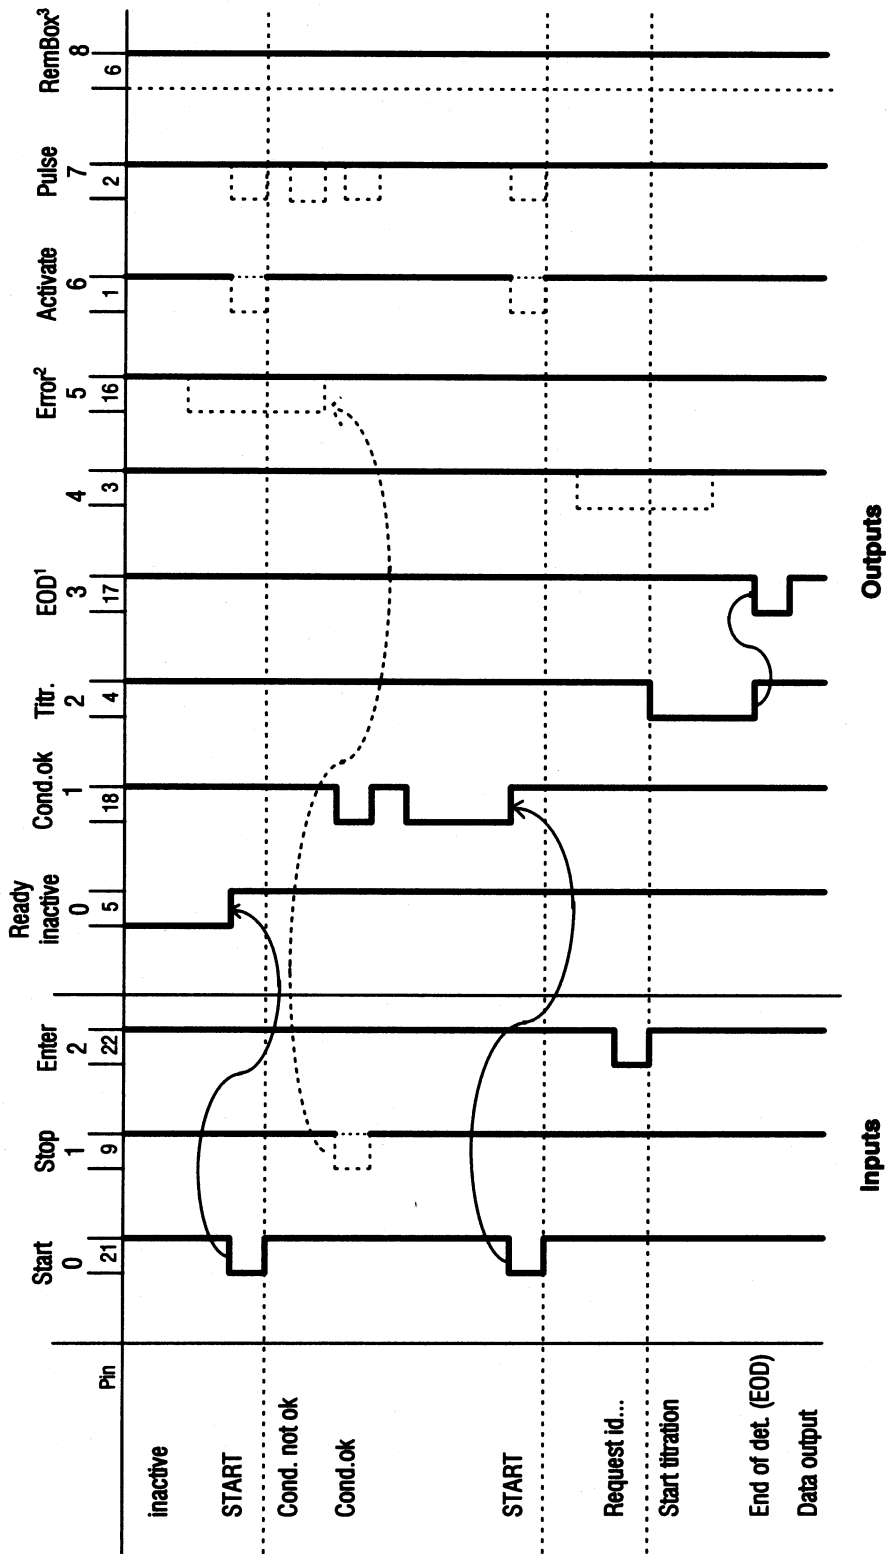 Ready
Start Stop Enter inactive Cond.ok Titr. EOD¹ Error² Activate Pulse RemBox³
0 1 2 0 1 2 3 4 5 6 7 8
Pin 21 9 22 5 18 4 17 3 16 1 2 6
inactive
START
Cond. not ok
Cond.ok
START
Request id...
Start titration
End of det. (EOD)
Data output
Inputs Outputs